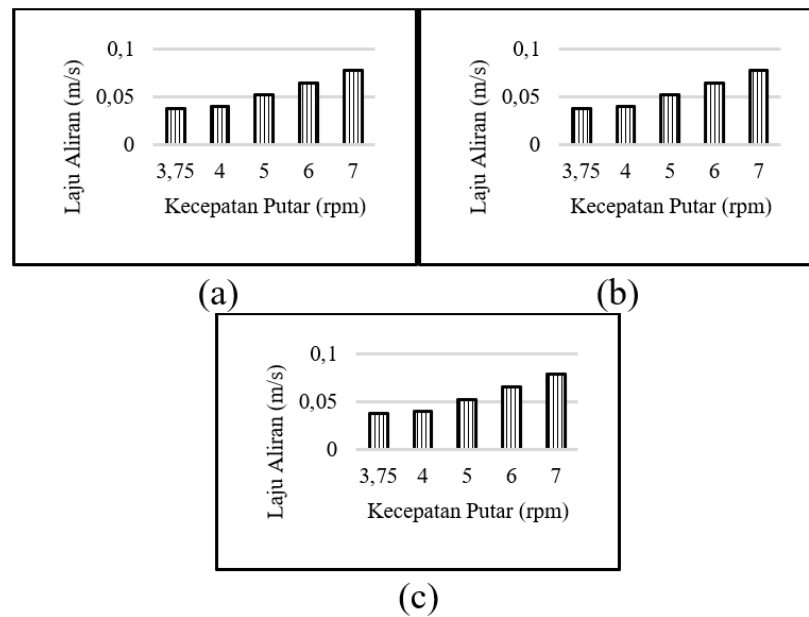 0,1
0,05
0
Laju Aliran (m/s)
3,75 4 5 6 7
Kecepatan Putar (rpm)
(a)
0,1
0,05
0
Laju Aliran (m/s)
3,75 4 5 6 7
Kecepatan Putar (rpm)
(b)
0,1
0,05
0
Laju Aliran (m/s)
3,75 4 5 6 7
Kecepatan Putar (rpm)
(c)